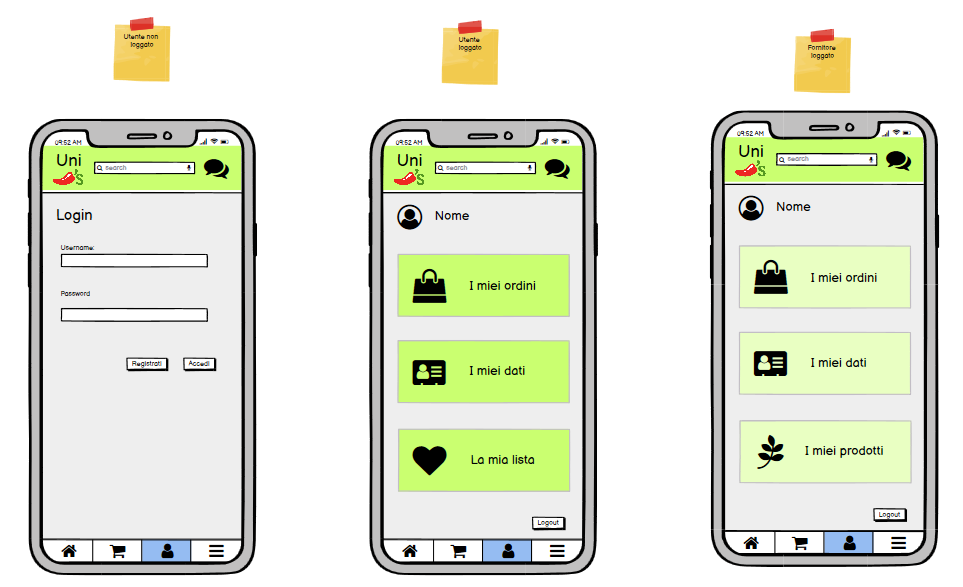 Utente non
loggato
09:52 AM
Uni
's
search
Login
Username:
Password
Registrati
Accedi
Utente
loggato
09:52 AM
Uni
's
search
Nome
I miei ordini
I miei dati
La mia lista
Logout
Fornitore
loggato
09:52 AM
Uni
's
search
Nome
I miei ordini
I miei dati
I miei prodotti
Logout